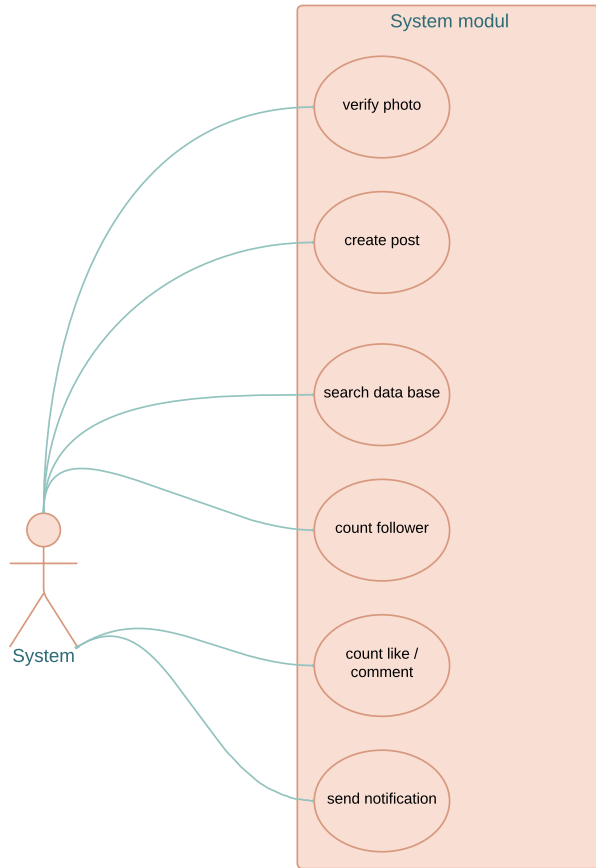 System modul
verify photo
create post
search data base
count follower
count like /
comment
send notification
System